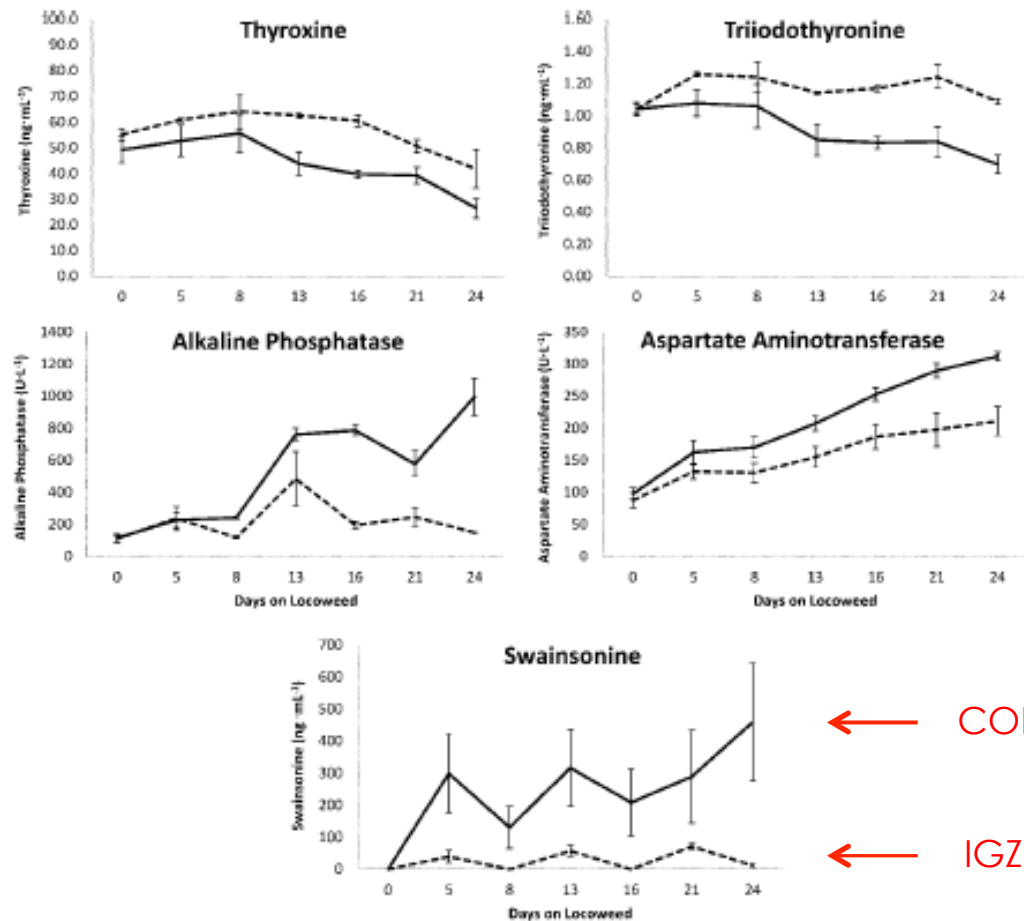 Thyroxine
Thyroxine (ng·mL⁻¹)
100.0
90.0
80.0
70.0
60.0
50.0
40.0
30.0
20.0
10.0
0.0
0 5 8 13 16 21 24
Triiodothyronine
Triiodothyronine (ng·mL⁻¹)
1.60
1.40
1.20
1.00
0.80
0.60
0.40
0.20
0.00
0 5 8 13 16 21 24
Alkaline Phosphatase
Alkaline Phosphatase (U·L⁻¹)
1400
1200
1000
800
600
400
200
0
0 5 8 13 16 21 24
Days on Locoweed
Aspartate Aminotransferase
Aspartate Aminotransferase (U·L⁻¹)
350
300
250
200
150
100
50
0
0 5 8 13 16 21 24
Days on Locoweed
Swainsonine
Swainsonine (ng ·mL⁻¹)
700
600
500
400
300
200
100
0
0 5 8 13 16 21 24
Days on Locoweed
IGZ